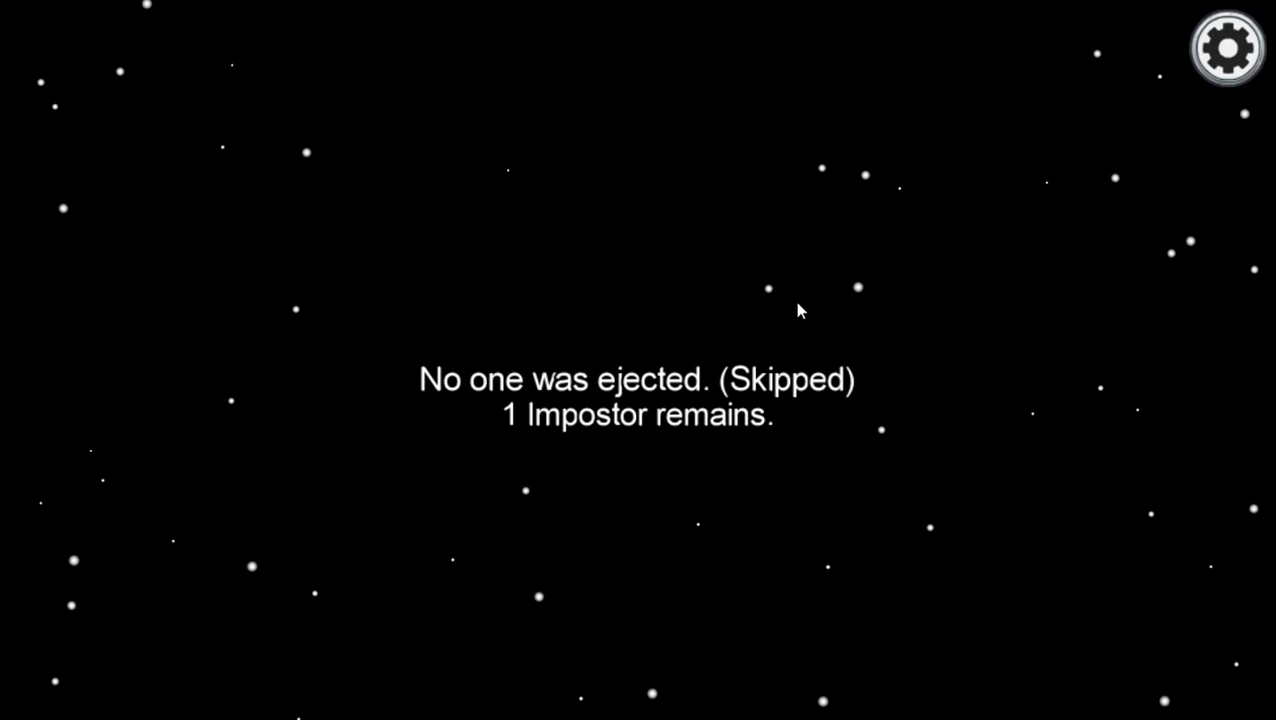 No one was ejected. (Skipped)
1 Impostor remains.